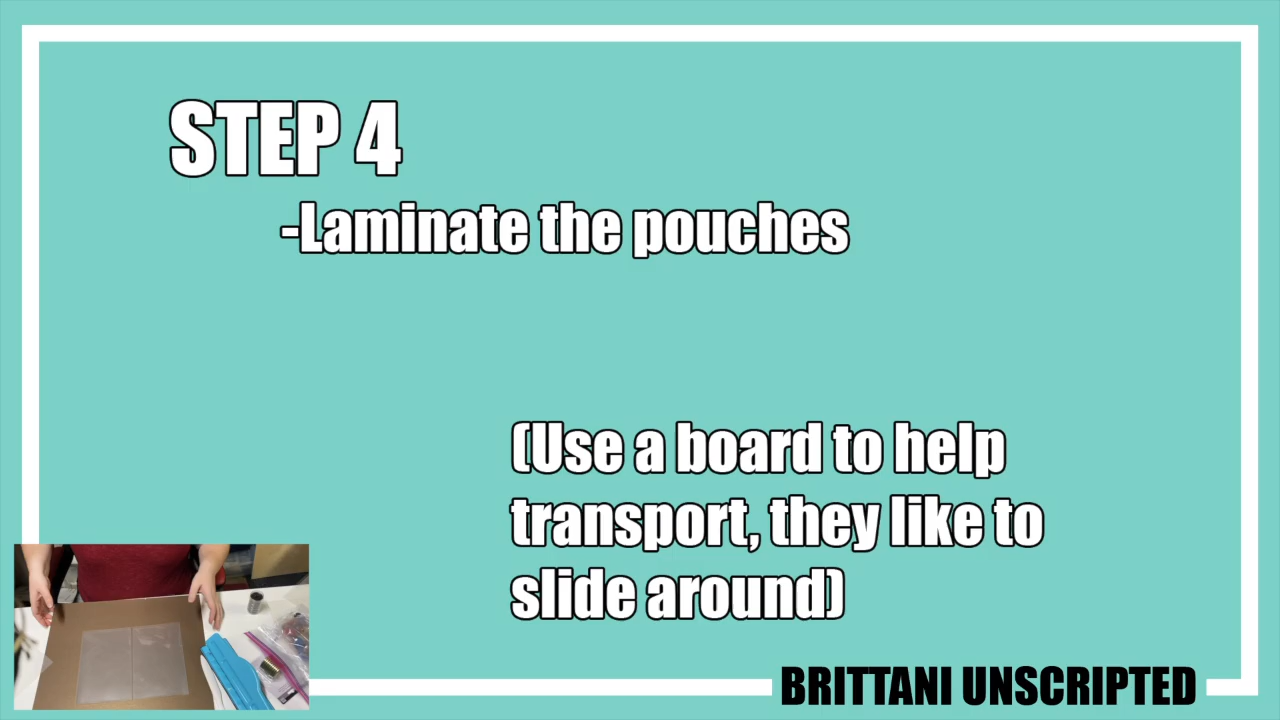 STEP 4
-Laminate the pouches
(Use a board to help
transport, they like to
slide around)
BRITTANI UNSCRIPTED